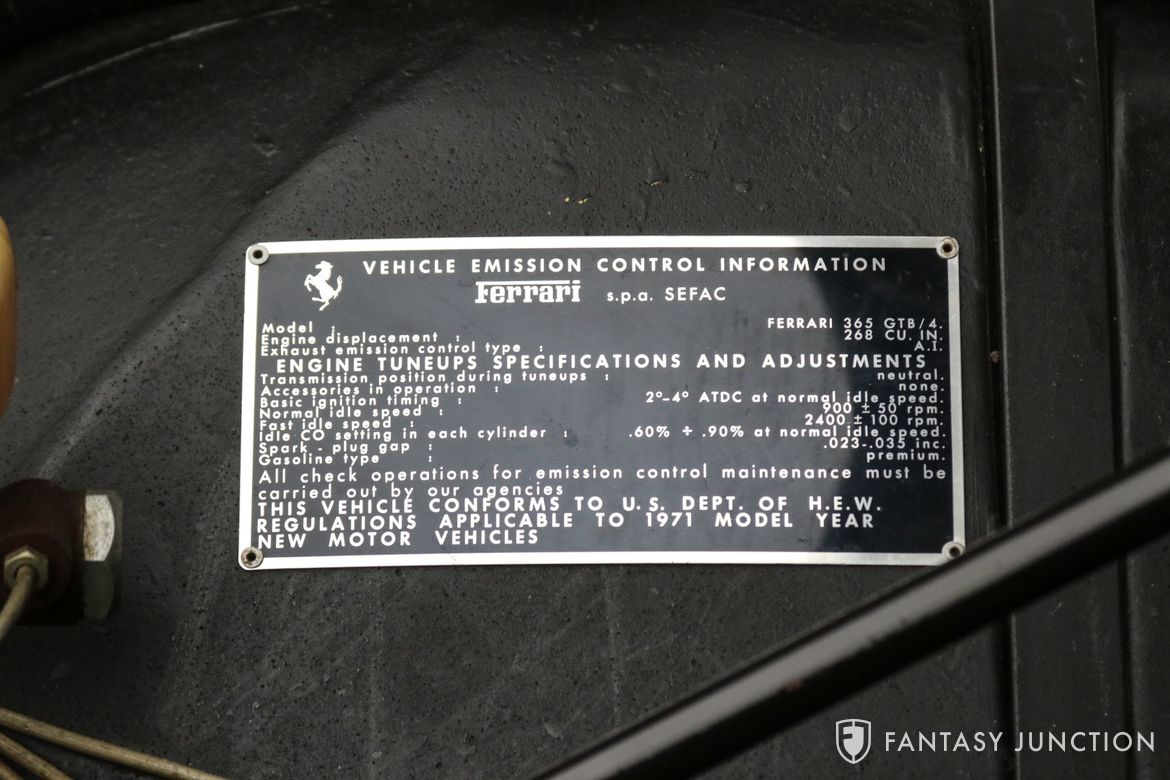 VEHICLE EMISSION CONTROL INFORMATION
Ferrari s.p.a. SEFAC
Model : FERRARI 365 GTB/4.
Engine displacement : 268 CU. IN.
Exhaust emission control type : A.I.
ENGINE TUNEUPS SPECIFICATIONS AND ADJUSTMENTS
Transmission position during tuneups : neutral.
Accessories in operation : none.
Basic ignition timing : 2°-4° ATDC at normal idle speed.
Normal idle speed : 900 ± 50 rpm.
Fast idle speed : 2400 ± 100 rpm.
Idle CO setting in each cylinder : .60% + .90% at normal idle speed.
Spark - plug gap : .023-.035 inc.
Gasoline type : premium.
All check operations for emission control maintenance must be
carried out by our agencies
THIS VEHICLE CONFORMS TO U.S. DEPT. OF H.E.W.
REGULATIONS APPLICABLE TO 1971 MODEL YEAR
NEW MOTOR VEHICLES
FANTASY JUNCTION